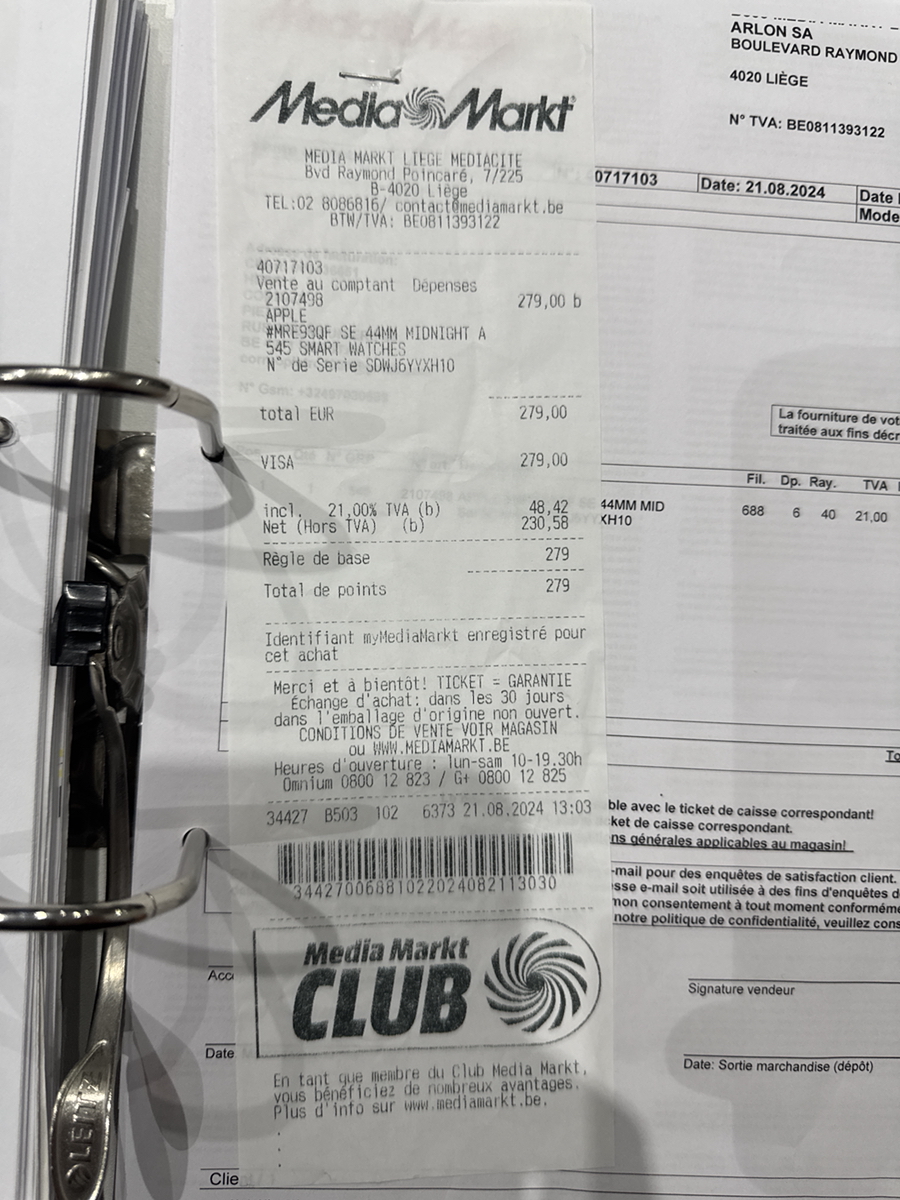 Media Markt
MEDIA MARKT LIEGE MEDIACITE
Bvd Raymond Poincaré, 7/225
B-4020 Liège
TEL:02 8086816/ contact@mediamarkt.be
BTW/TVA: BE0811393122
40717103
Vente au comptant Dépenses
2107498 279,00 b
APPLE
#MRE93QF SE 44MM MIDNIGHT A
545 SMART WATCHES
N° de Serie SDWJ6YYXH10
total EUR 279,00
VISA 279,00
incl. 21,00% TVA (b) 48,42
Net (Hors TVA) (b) 230,58
Règle de base 279
Total de points 279
Identifiant myMediaMarkt enregistré pour
cet achat
Merci et à bientôt! TICKET = GARANTIE
Échange d'achat: dans les 30 jours
dans l'emballage d'origine non ouvert.
CONDITIONS DE VENTE VOIR MAGASIN
ou WWW.MEDIAMARKT.BE
Heures d'ouverture : lun-sam 10-19.30h
Omnium 0800 12 823 / G+ 0800 12 825
34427 B503 102 6373 21.08.2024 13:03
Media Markt
CLUB
En tant que membre du Club Media Markt,
vous bénéficiez de nombreux avantages.
Plus d'info sur www.mediamarkt.be.
ARLON SA
BOULEVARD RAYMOND
4020 LIÈGE
N° TVA: BE0811393122
0717103 Date: 21.08.2024 Date
Mode
La fourniture de vot
traitée aux fins décr
Fil. Dp. Ray. TVA
44MM MID 688 6 40 21,00
XH10
To
ble avec le ticket de caisse correspondant!
ket de caisse correspondant.
ns générales applicables au magasin!
-mail pour des enquêtes de satisfaction client.
sse e-mail soit utilisée à des fins d'enquêtes d
mon consentement à tout moment conformém
notre politique de confidentialité, veuillez cons
Acc
Signature vendeur
Date
Date: Sortie marchandise (dépôt)
Clie
LEITZ